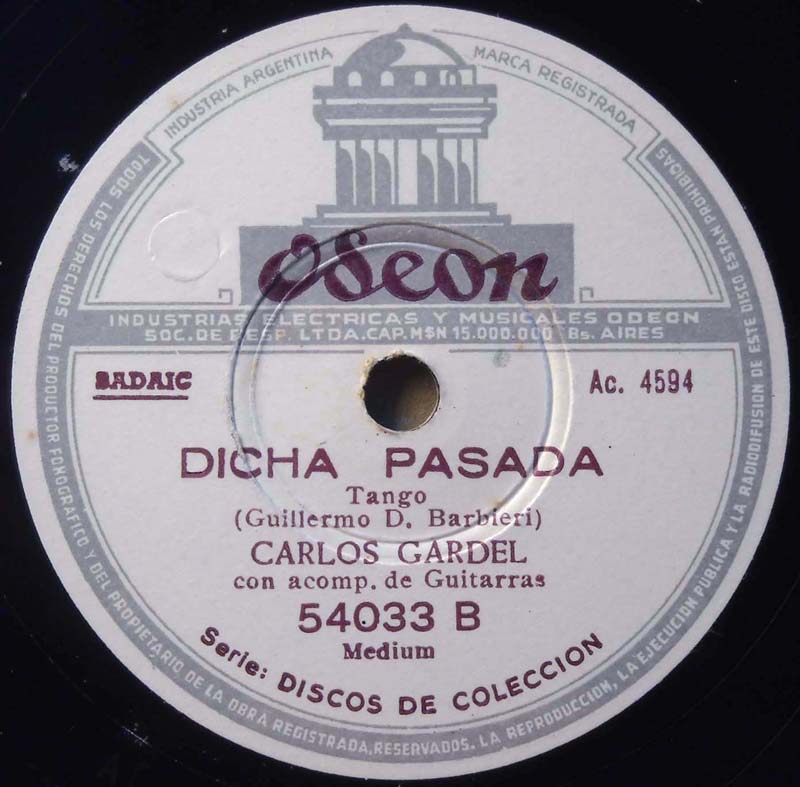 INDUSTRIA ARGENTINA
MARCA REGISTRADA
Odeon
INDUSTRIAS ELECTRICAS Y MUSICALES ODEON
SOC. DE RESP. LTDA. CAP. M$N 15.000.000 Bs. AIRES
SADAIC
Ac. 4594
DICHA PASADA
Tango
(Guillermo D. Barbieri)
CARLOS GARDEL
con acomp. de Guitarras
54033 B
Medium
Serie: DISCOS DE COLECCION
TODOS LOS DERECHOS DEL PRODUCTOR FONOGRAFICO Y DEL PROPIETARIO DE LA OBRA REGISTRADA, RESERVADOS. LA REPRODUCCION, LA EJECUCION PUBLICA Y LA RADIODIFUSION DE ESTE DISCO ESTAN PROHIBIDAS